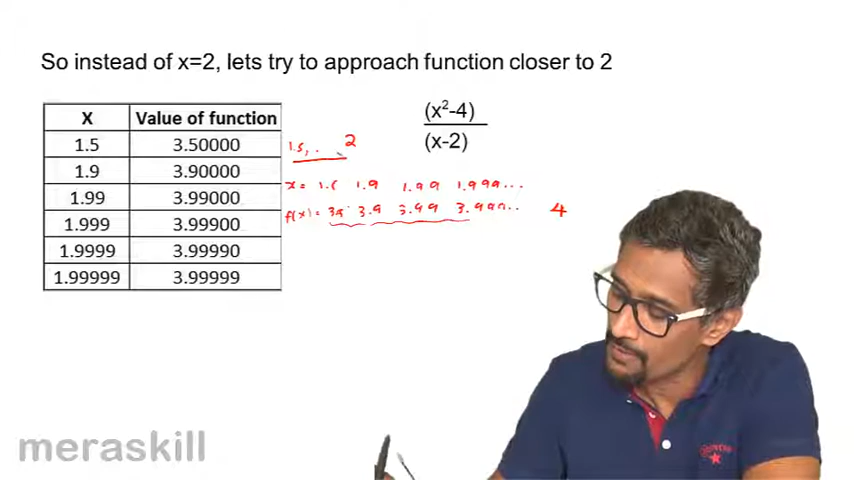 So instead of x=2, lets try to approach function closer to 2
X Value of function
1.5 3.50000
1.9 3.90000
1.99 3.99000
1.999 3.99900
1.9999 3.99990
1.99999 3.99999
(x²-4)
(x-2)
1.5, . . 2
x = 1.5 1.9 1.99 1.999...
f(x) = 3.5 3.9 3.99 3.999.. 4
meraskill